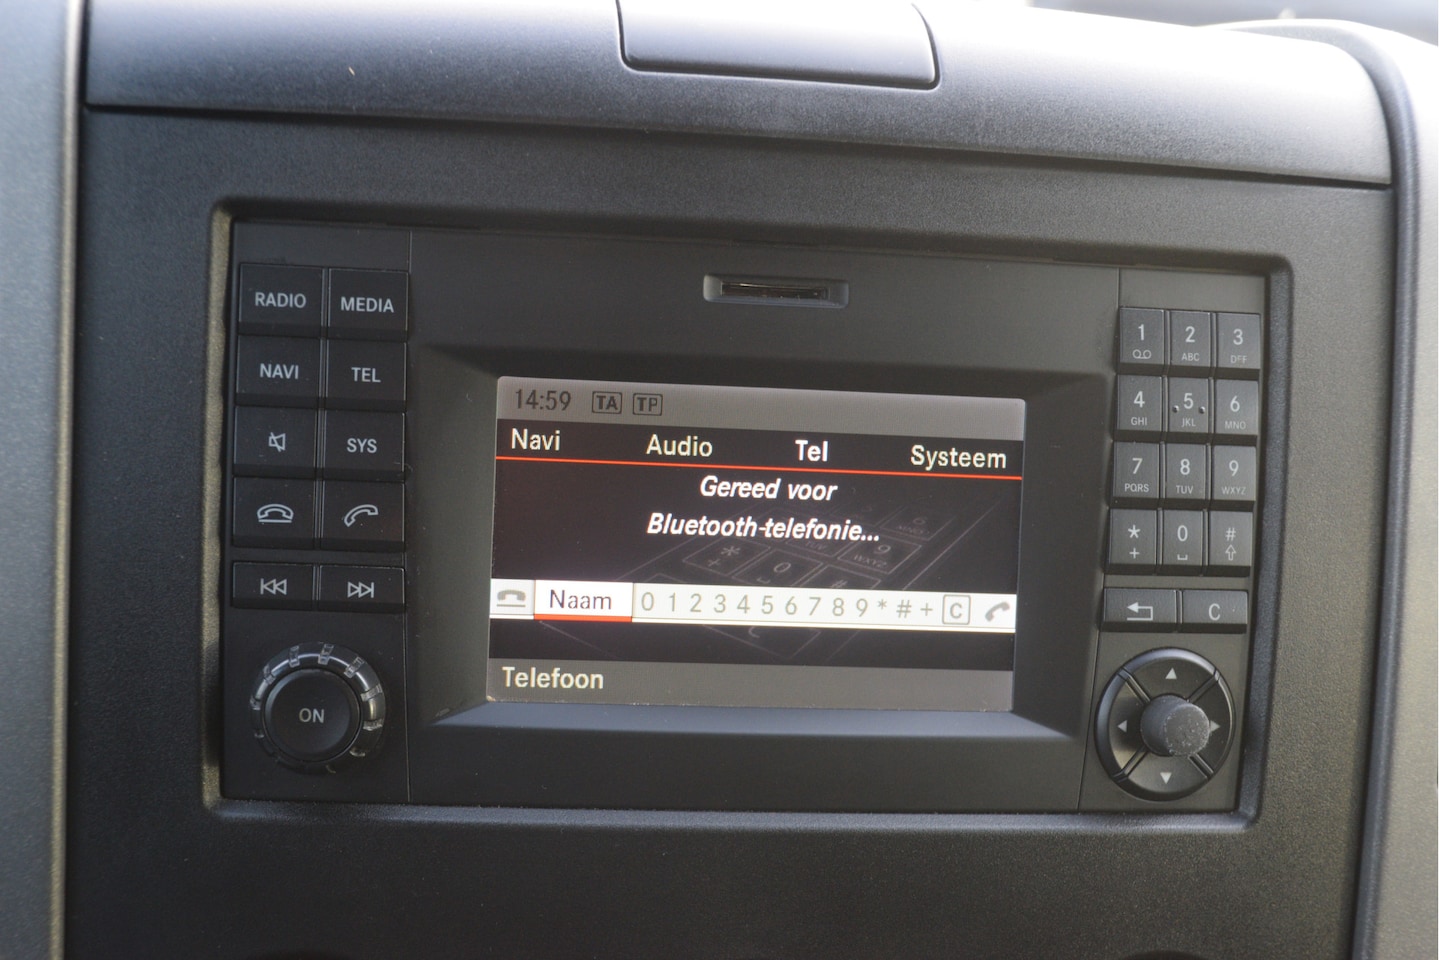 RADIO MEDIA
NAVI TEL
SYS
ON
14:59 TA TP
Navi Audio Tel Systeem
Gereed voor
Bluetooth-telefonie...
Naam 0 1 2 3 4 5 6 7 8 9 * # + C
Telefoon
1 2 3
ABC DEF
4 5 6
GHI JKL MNO
7 8 9
PQRS TUV WXYZ
* 0 #
+
C